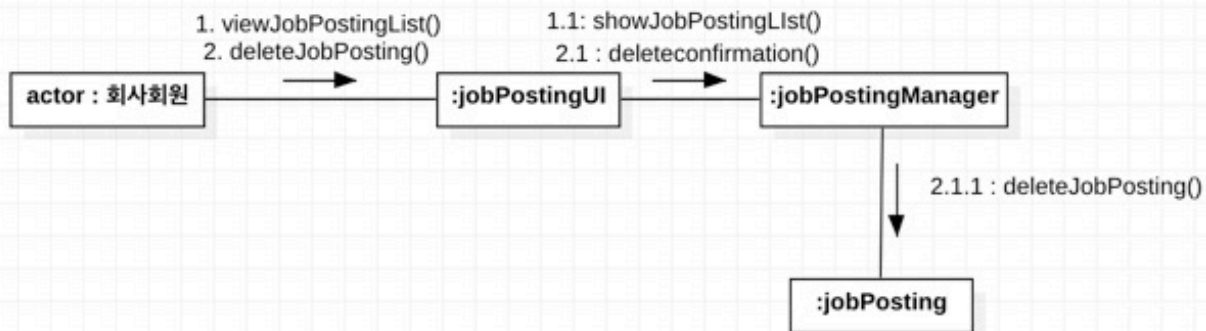 1. viewJobPostingList()
2. deleteJobPosting()
1.1: showJobPostingLIst()
2.1 : deleteconfirmation()
actor : 회사회원
:jobPostingUI
:jobPostingManager
2.1.1 : deleteJobPosting()
:jobPosting